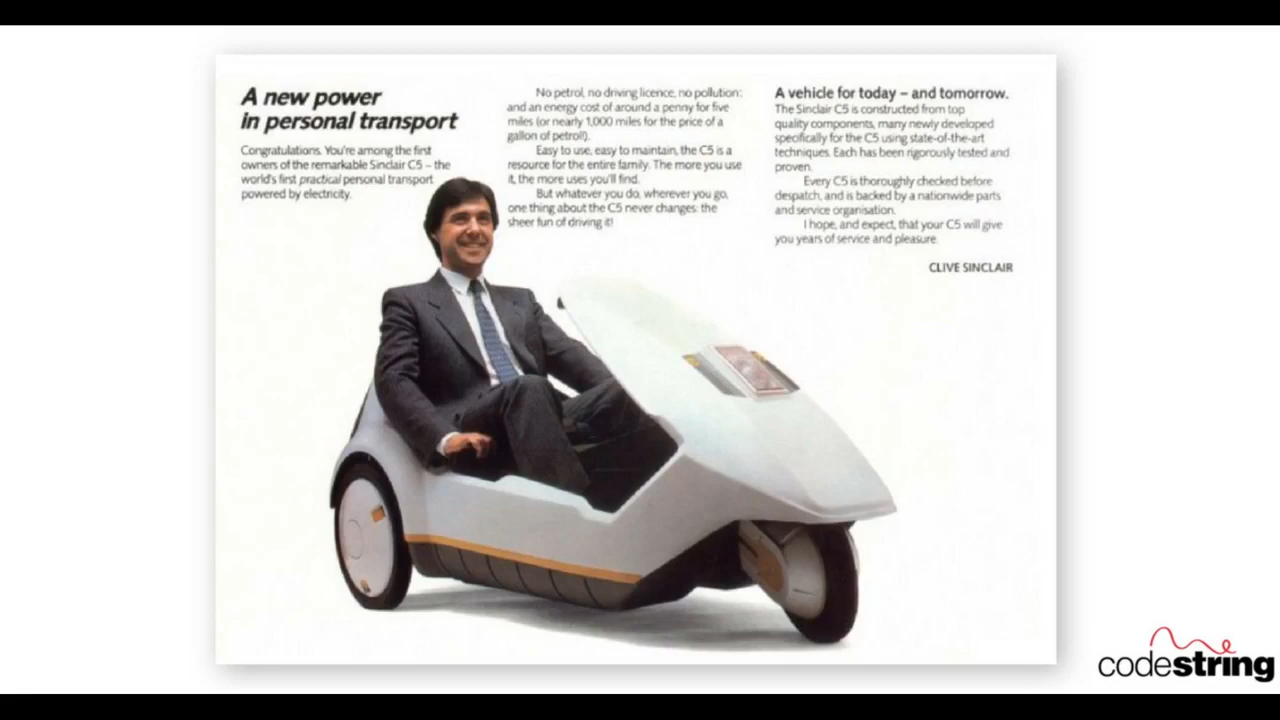 A new power
in personal transport
Congratulations. You're among the first
owners of the remarkable Sinclair C5 – the
world's first practical personal transport
powered by electricity.
No petrol, no driving licence, no pollution:
and an energy cost of around a penny for five
miles (or nearly 1,000 miles for the price of a
gallon of petrol!).
Easy to use, easy to maintain, the C5 is a
resource for the entire family. The more you use
it, the more uses you'll find.
But whatever you do, wherever you go,
one thing about the C5 never changes: the
sheer fun of driving it!
A vehicle for today – and tomorrow.
The Sinclair C5 is constructed from top
quality components, many newly developed
specifically for the C5 using state-of-the-art
techniques. Each has been rigorously tested and
proven.
Every C5 is thoroughly checked before
despatch, and is backed by a nationwide parts
and service organisation.
I hope, and expect, that your C5 will give
you years of service and pleasure.
CLIVE SINCLAIR
codestring